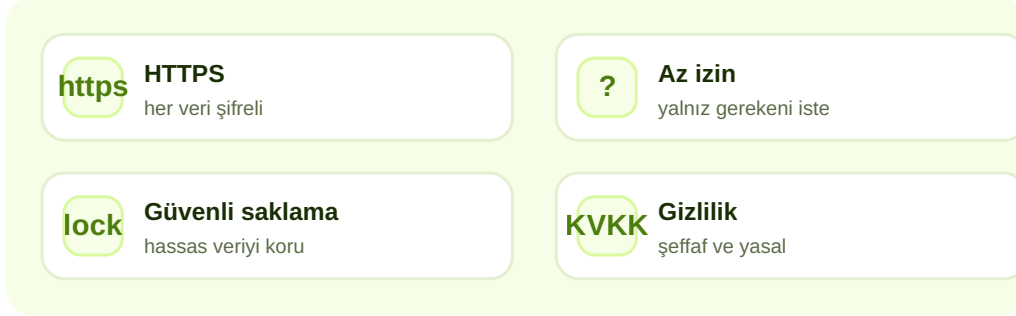 https
HTTPS
her veri şifreli
?
Az izin
yalnız gerekeni iste
lock
Güvenli saklama
hassas veriyi koru
KVKK
Gizlilik
şeffaf ve yasal